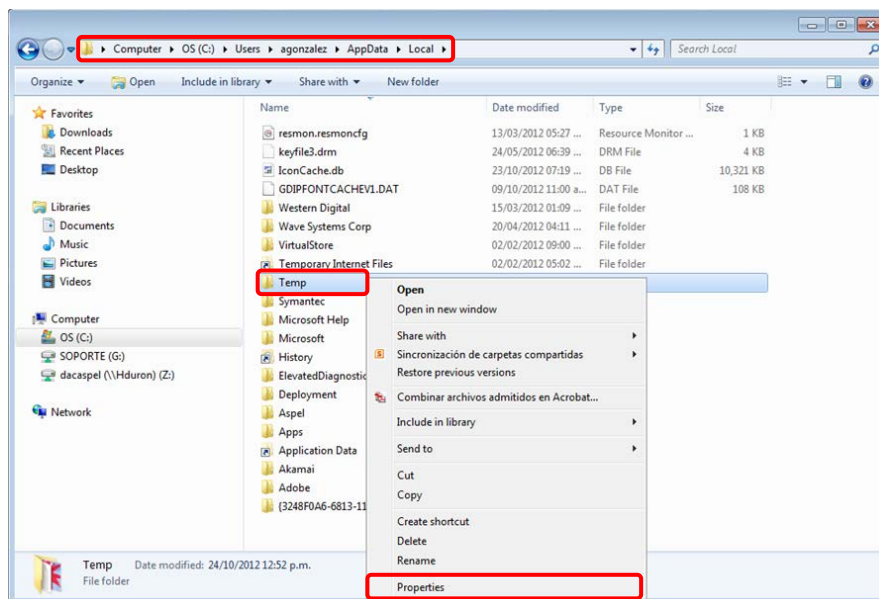 Computer ▸ OS (C:) ▸ Users ▸ agonzalez ▸ AppData ▸ Local ▸
Search Local
Organize Open Include in library Share with New folder
Favorites
Downloads
Recent Places
Desktop
Libraries
Documents
Music
Pictures
Videos
Computer
OS (C:)
SOPORTE (G:)
dacaspel (\\Hduron) (Z:)
Network
Name Date modified Type Size
resmon.resmoncfg 13/03/2012 05:27 ... Resource Monitor ... 1 KB
keyfile3.drm 24/05/2012 06:39 ... DRM File 4 KB
IconCache.db 23/10/2012 07:19 ... DB File 10,321 KB
GDIPFONTCACHEV1.DAT 09/10/2012 11:00 a... DAT File 108 KB
Western Digital 15/03/2012 01:09 ... File folder
Wave Systems Corp 20/04/2012 04:11 ... File folder
VirtualStore 02/02/2012 09:00 ... File folder
Temporary Internet Files 02/02/2012 05:02 ... File folder
Temp
Symantec
Microsoft Help
Microsoft
History
ElevatedDiagnostic
Deployment
Aspel
Apps
Application Data
Akamai
Adobe
{3248F0A6-6813-11
Open
Open in new window
Share with
Sincronización de carpetas compartidas
Restore previous versions
Combinar archivos admitidos en Acrobat...
Include in library
Send to
Cut
Copy
Create shortcut
Delete
Rename
Properties
Temp Date modified: 24/10/2012 12:52 p.m.
File folder